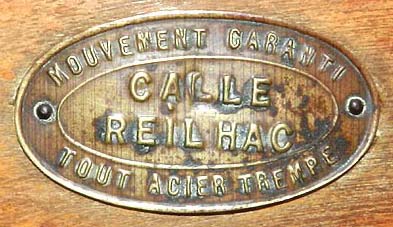 MOUVEMENT GARANTI
CALLE
REILHAC
TOUT ACIER TREMPE